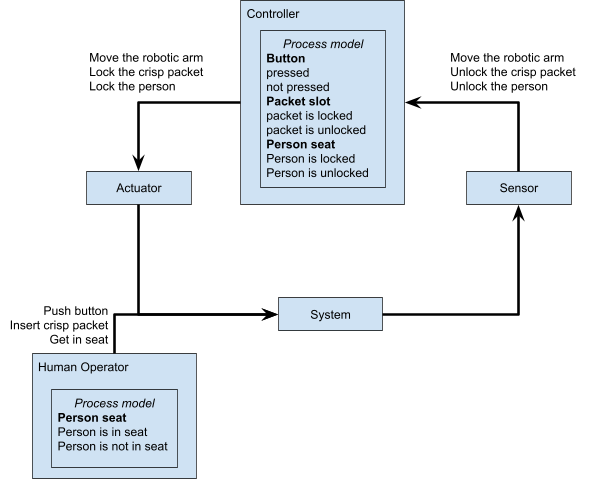 Controller
Process model
Button
pressed
not pressed
Packet slot
packet is locked
packet is unlocked
Person seat
Person is locked
Person is unlocked
Move the robotic arm
Lock the crisp packet
Lock the person
Move the robotic arm
Unlock the crisp packet
Unlock the person
Actuator
Sensor
System
Push button
Insert crisp packet
Get in seat
Human Operator
Process model
Person seat
Person is in seat
Person is not in seat